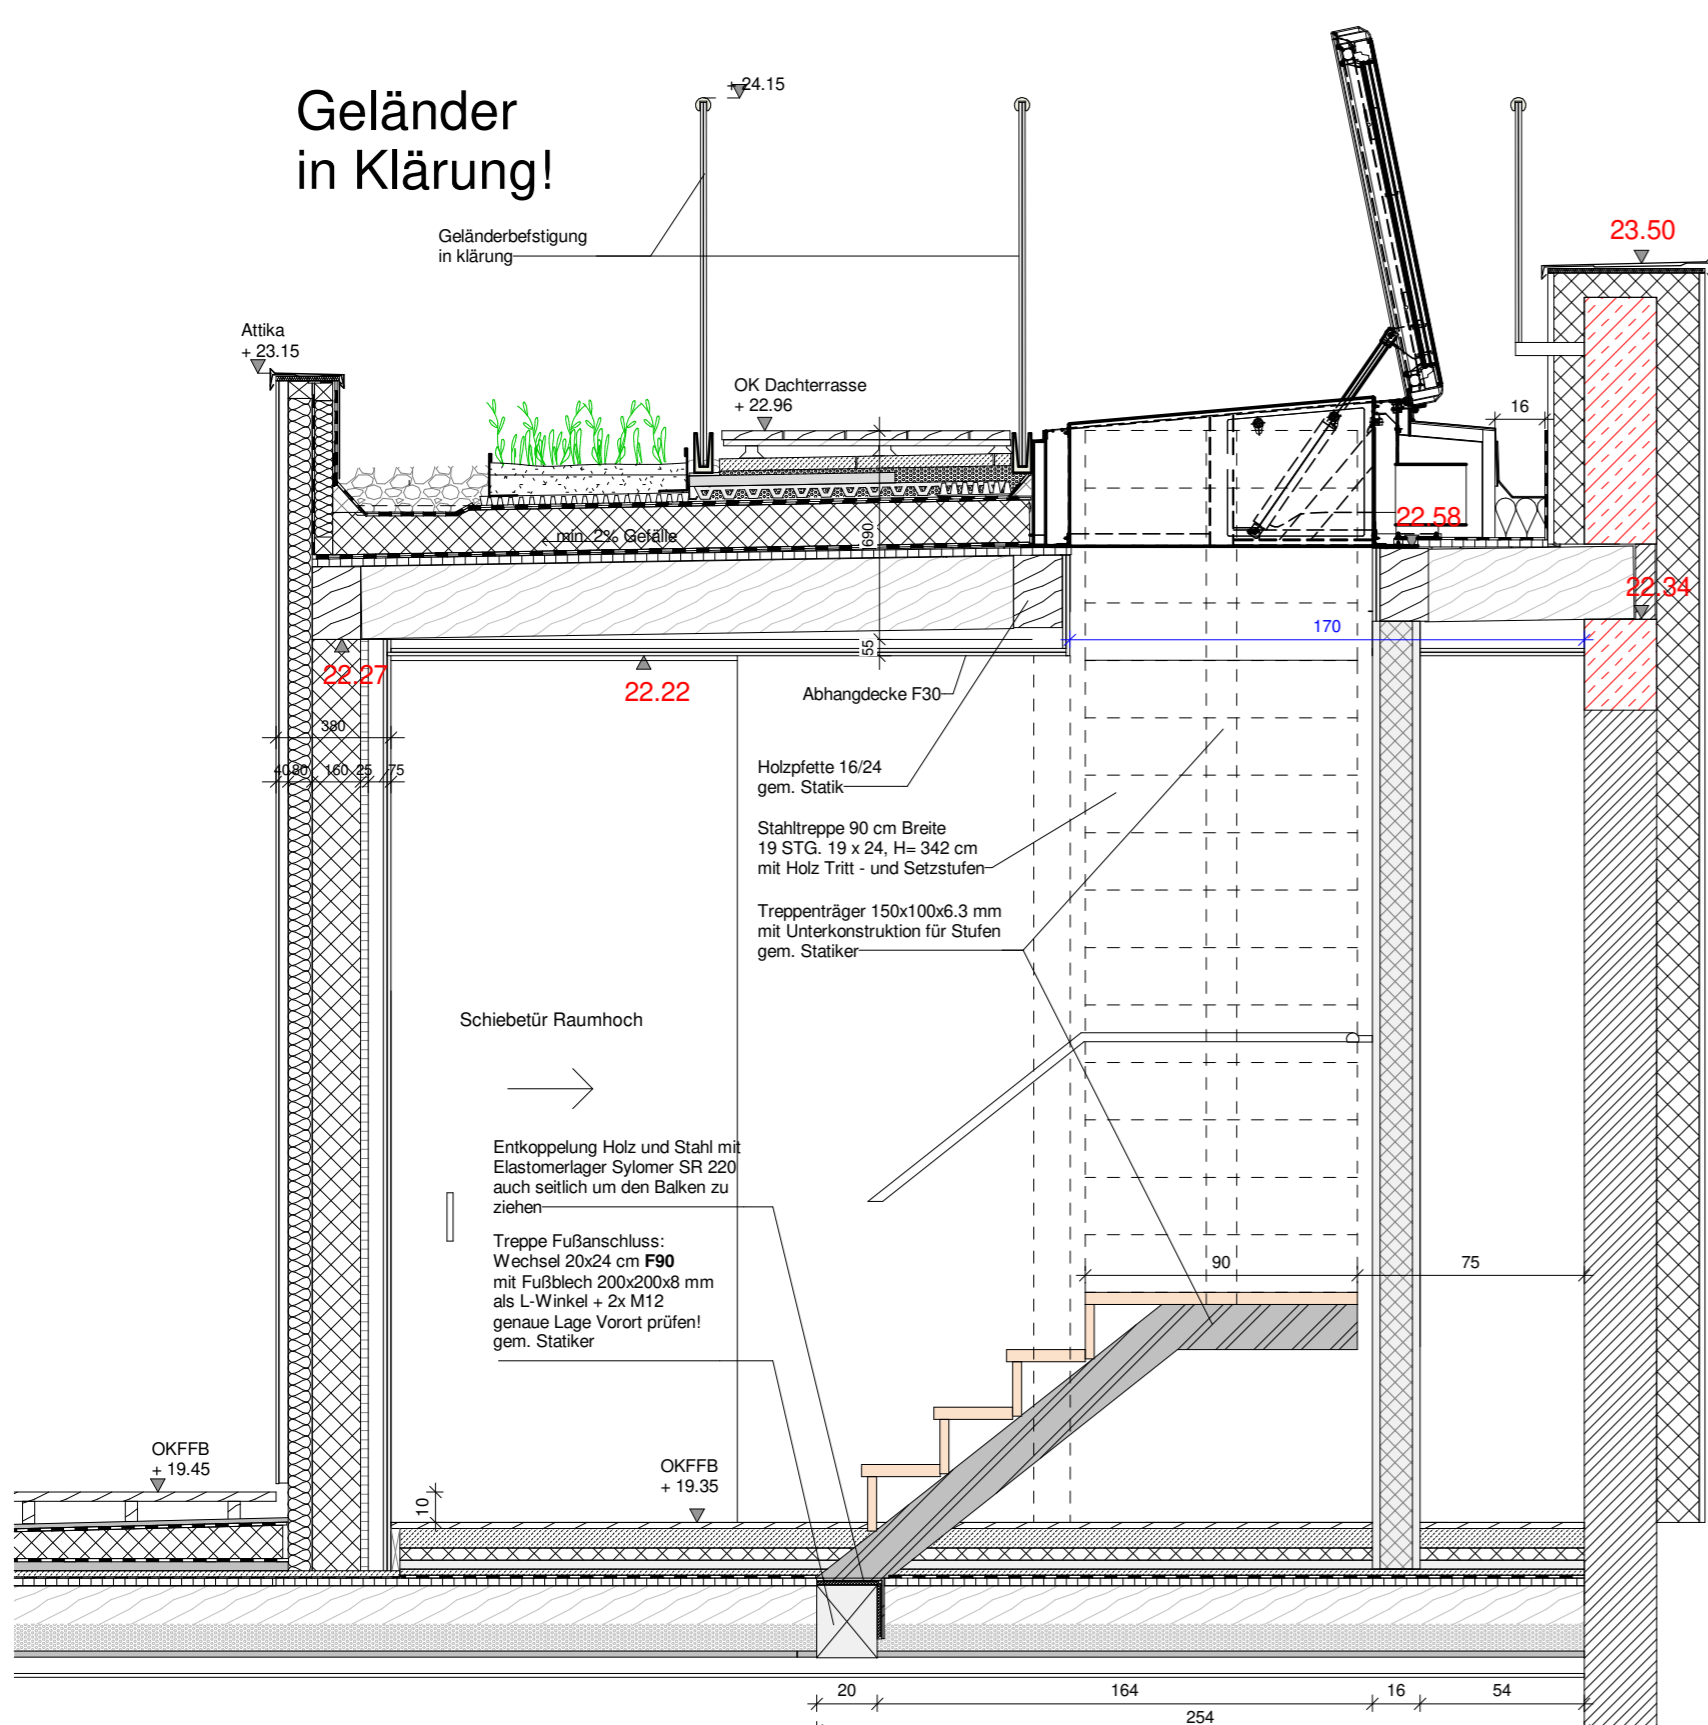 Geländer
in Klärung!
+ 24.15
Geländerbefstigung
in klärung
23.50
Attika
+ 23.15
OK Dachterrasse
+ 22.96
16
22.58
min. 2% Gefälle
690
22.34
170
55
22.27
22.22
Abhangdecke F30
380
40
80
160
25
75
Holzpfette 16/24
gem. Statik
Stahltreppe 90 cm Breite
19 STG. 19 x 24, H= 342 cm
mit Holz Tritt - und Setzstufen
Treppenträger 150x100x6.3 mm
mit Unterkonstruktion für Stufen
gem. Statiker
Schiebetür Raumhoch
Entkoppelung Holz und Stahl mit
Elastomerlager Sylomer SR 220
auch seitlich um den Balken zu
ziehen
Treppe Fußanschluss:
Wechsel 20x24 cm F90
mit Fußblech 200x200x8 mm
als L-Winkel + 2x M12
genaue Lage Vorort prüfen!
gem. Statiker
90
75
OKFFB
+ 19.45
OKFFB
+ 19.35
10
20
164
16
54
254